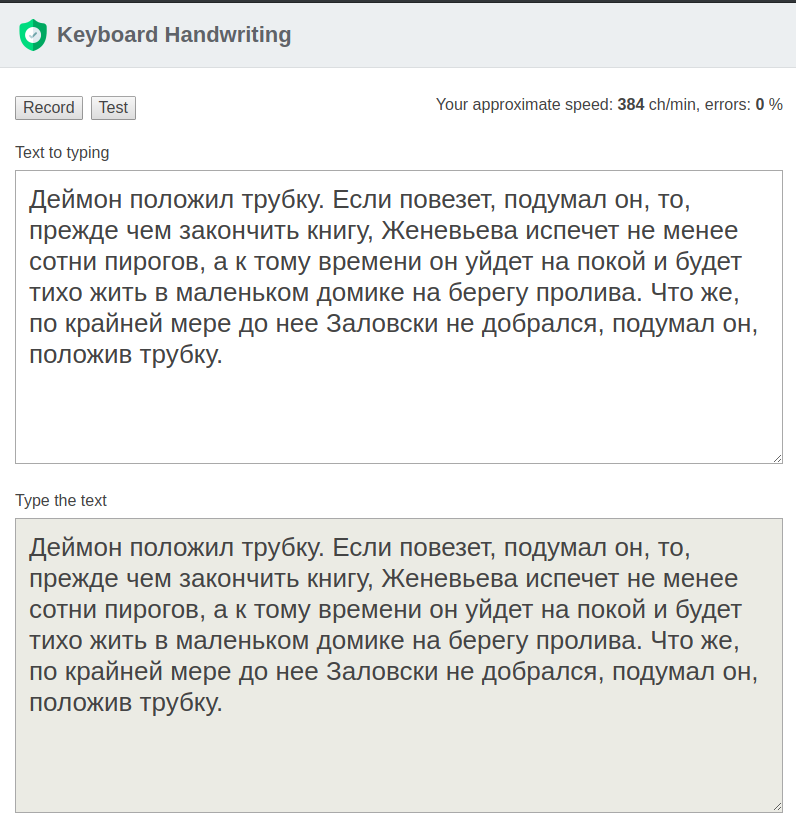 Keyboard Handwriting
Record Test Your approximate speed: 384 ch/min, errors: 0 %
Text to typing
Деймон положил трубку. Если повезет, подумал он, то,
прежде чем закончить книгу, Женевьева испечет не менее
сотни пирогов, а к тому времени он уйдет на покой и будет
тихо жить в маленьком домике на берегу пролива. Что же,
по крайней мере до нее Заловски не добрался, подумал он,
положив трубку.
Type the text
Деймон положил трубку. Если повезет, подумал он, то,
прежде чем закончить книгу, Женевьева испечет не менее
сотни пирогов, а к тому времени он уйдет на покой и будет
тихо жить в маленьком домике на берегу пролива. Что же,
по крайней мере до нее Заловски не добрался, подумал он,
положив трубку.